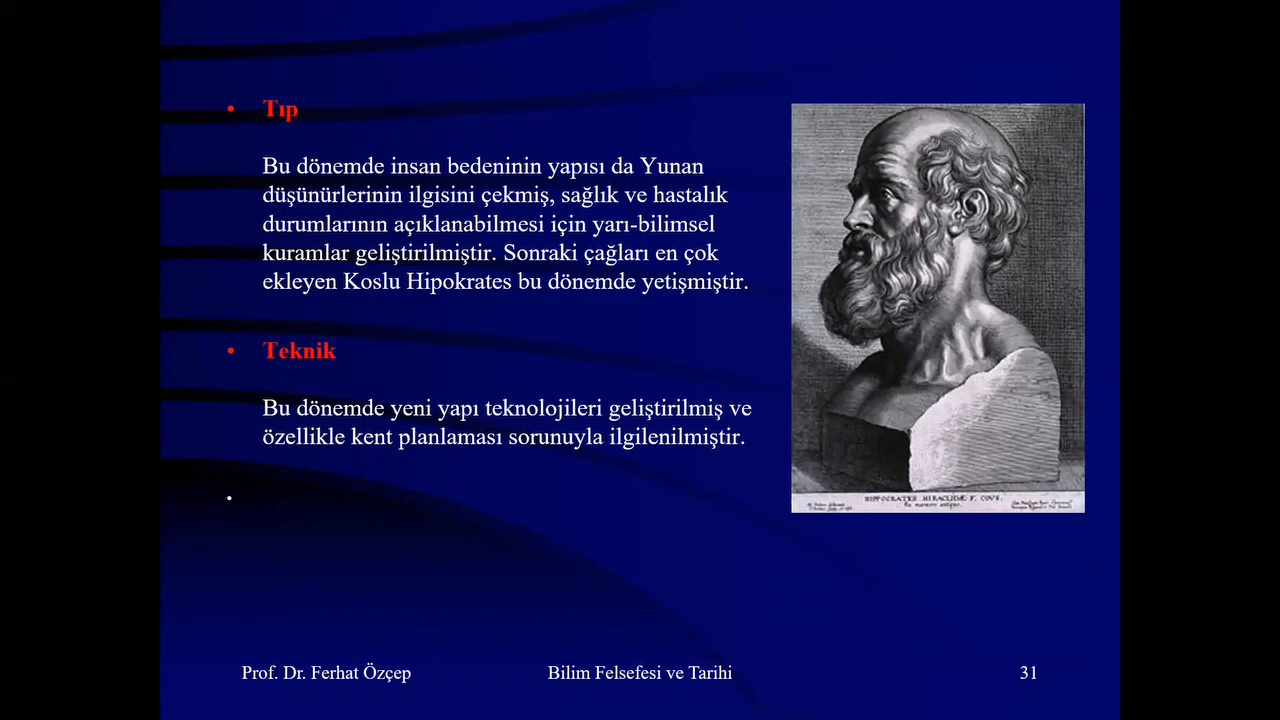 • Tıp
Bu dönemde insan bedeninin yapısı da Yunan
düşünürlerinin ilgisini çekmiş, sağlık ve hastalık
durumlarının açıklanabilmesi için yarı-bilimsel
kuramlar geliştirilmiştir. Sonraki çağları en çok
ekleyen Koslu Hipokrates bu dönemde yetişmiştir.
• Teknik
Bu dönemde yeni yapı teknolojileri geliştirilmiş ve
özellikle kent planlaması sorunuyla ilgilenilmiştir.
•
HIPPOCRATES HIRACLIDÆ F. COVS.
Prof. Dr. Ferhat Özçep
Bilim Felsefesi ve Tarihi
31